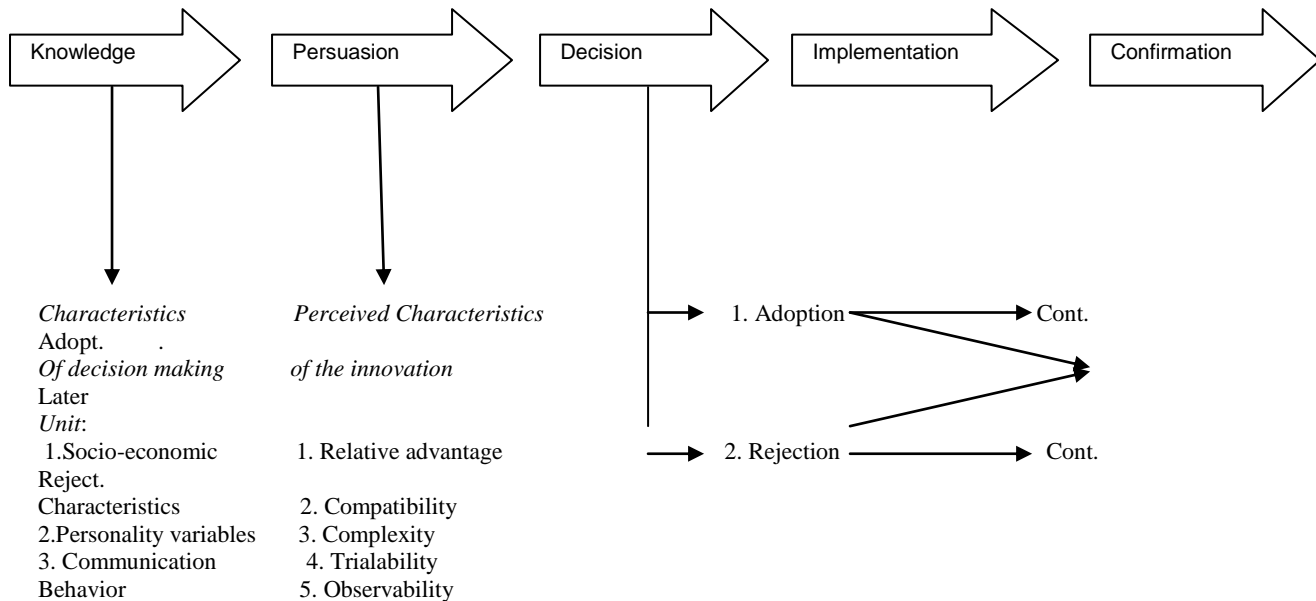 Knowledge Persuasion Decision Implementation Confirmation
Characteristics Perceived Characteristics 1. Adoption Cont.
Adopt. .
Of decision making of the innovation
Later
Unit:
1.Socio-economic 1. Relative advantage 2. Rejection Cont.
Reject.
Characteristics 2. Compatibility
2.Personality variables 3. Complexity
3. Communication 4. Trialability
Behavior 5. Observability